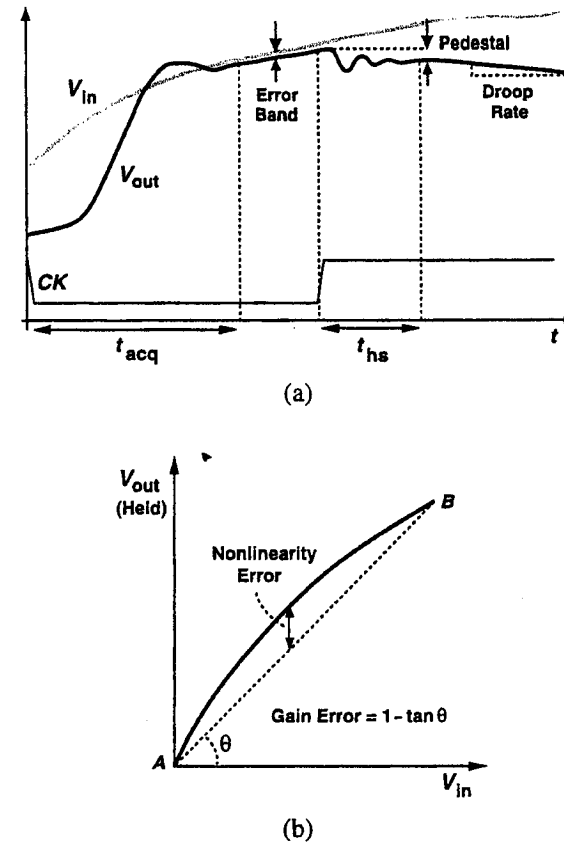 Pedestal
V_in
Error
Band
Droop
Rate
V_out
CK
t_acq
t_hs
t
(a)
V_out
(Held)
B
Nonlinearity
Error
Gain Error = 1 - tan θ
θ
A
V_in
(b)